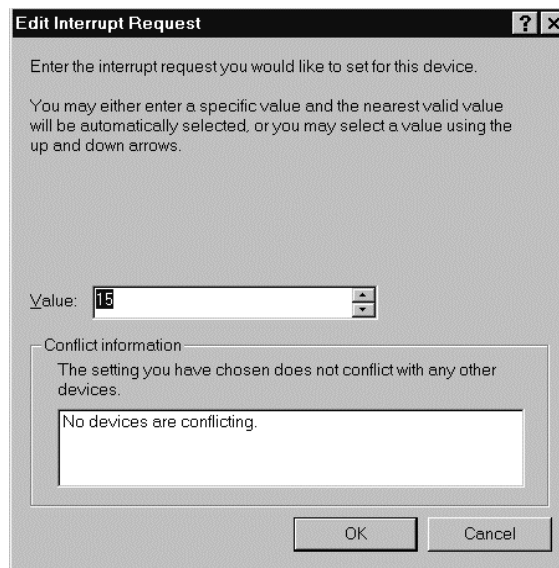 Edit Interrupt Request
Enter the interrupt request you would like to set for this device.
You may either enter a specific value and the nearest valid value
will be automatically selected, or you may select a value using the
up and down arrows.
Value: 15
Conflict information
The setting you have chosen does not conflict with any other
devices.
No devices are conflicting.
OK Cancel